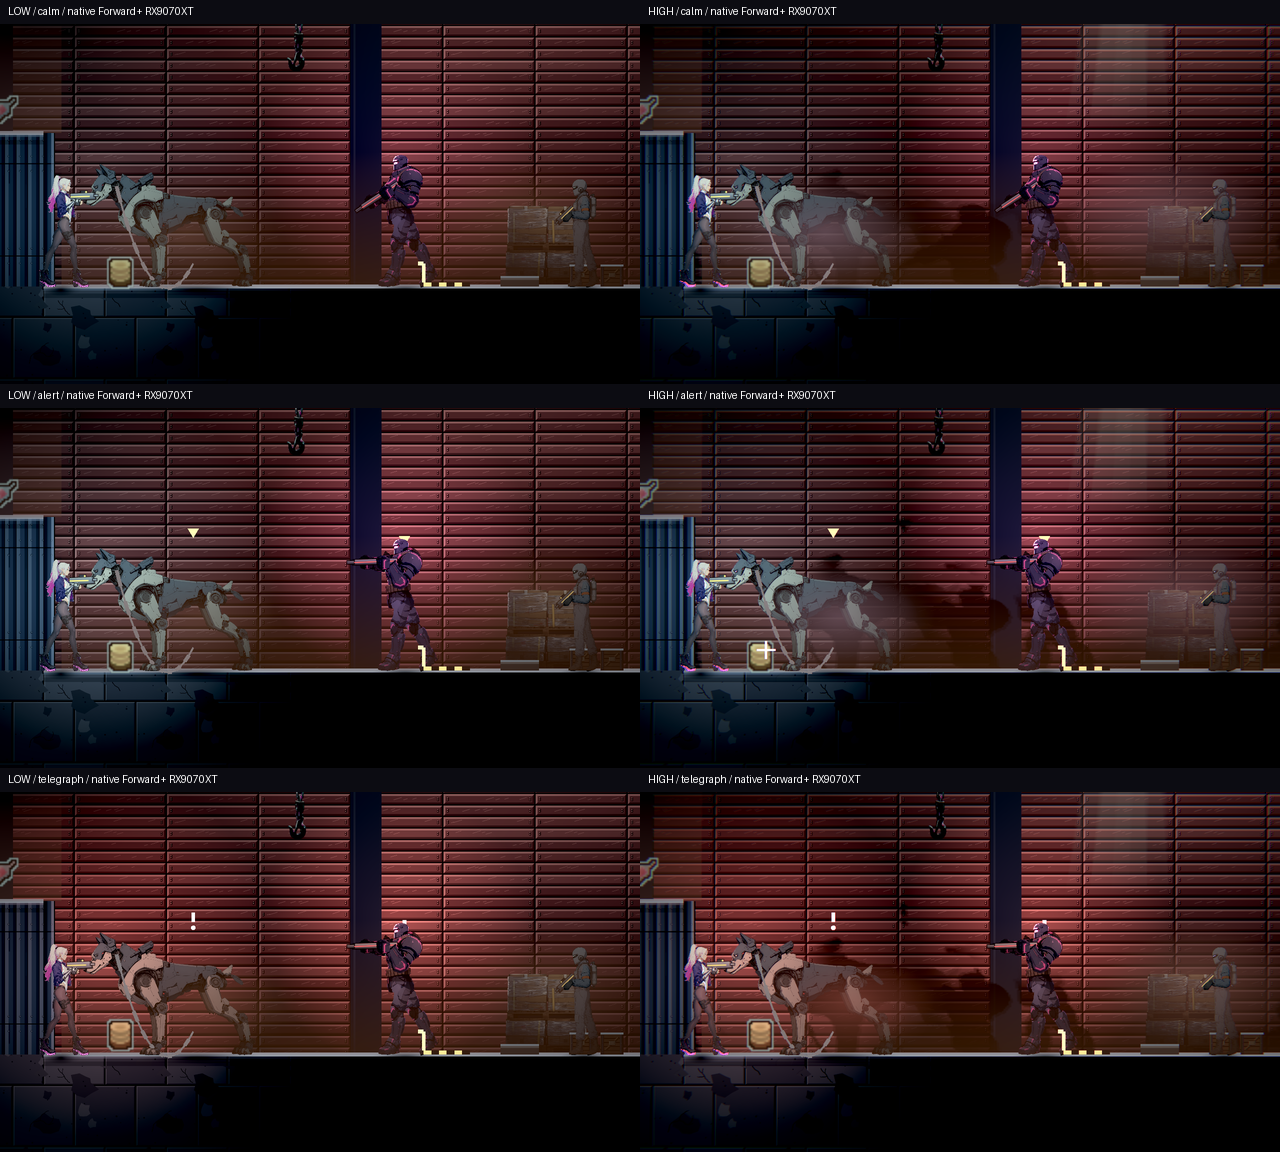 LOW / calm / native Forward+ RX9070XT
HIGH / calm / native Forward+ RX9070XT
LOW / alert / native Forward+ RX9070XT
HIGH / alert / native Forward+ RX9070XT
LOW / telegraph / native Forward+ RX9070XT
!
HIGH / telegraph / native Forward+ RX9070XT
!